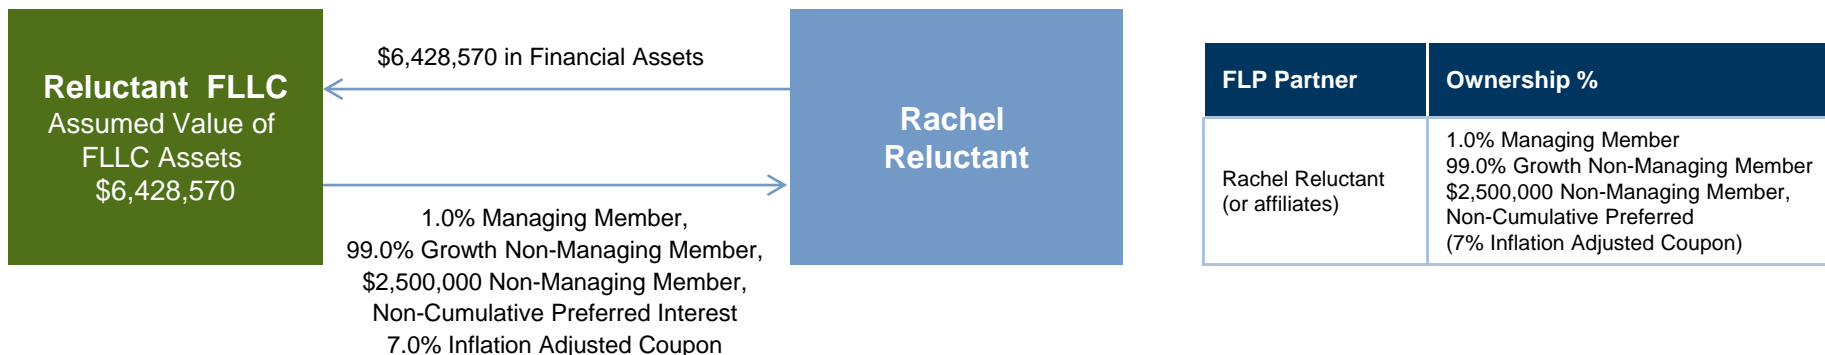 Reluctant FLLC
Assumed Value of
FLLC Assets
$6,428,570
$6,428,570 in Financial Assets
1.0% Managing Member,
99.0% Growth Non-Managing Member,
$2,500,000 Non-Managing Member,
Non-Cumulative Preferred Interest
7.0% Inflation Adjusted Coupon
Rachel
Reluctant
FLP Partner
Ownership %
Rachel Reluctant
(or affiliates)
1.0% Managing Member
99.0% Growth Non-Managing Member
$2,500,000 Non-Managing Member,
Non-Cumulative Preferred
(7% Inflation Adjusted Coupon)